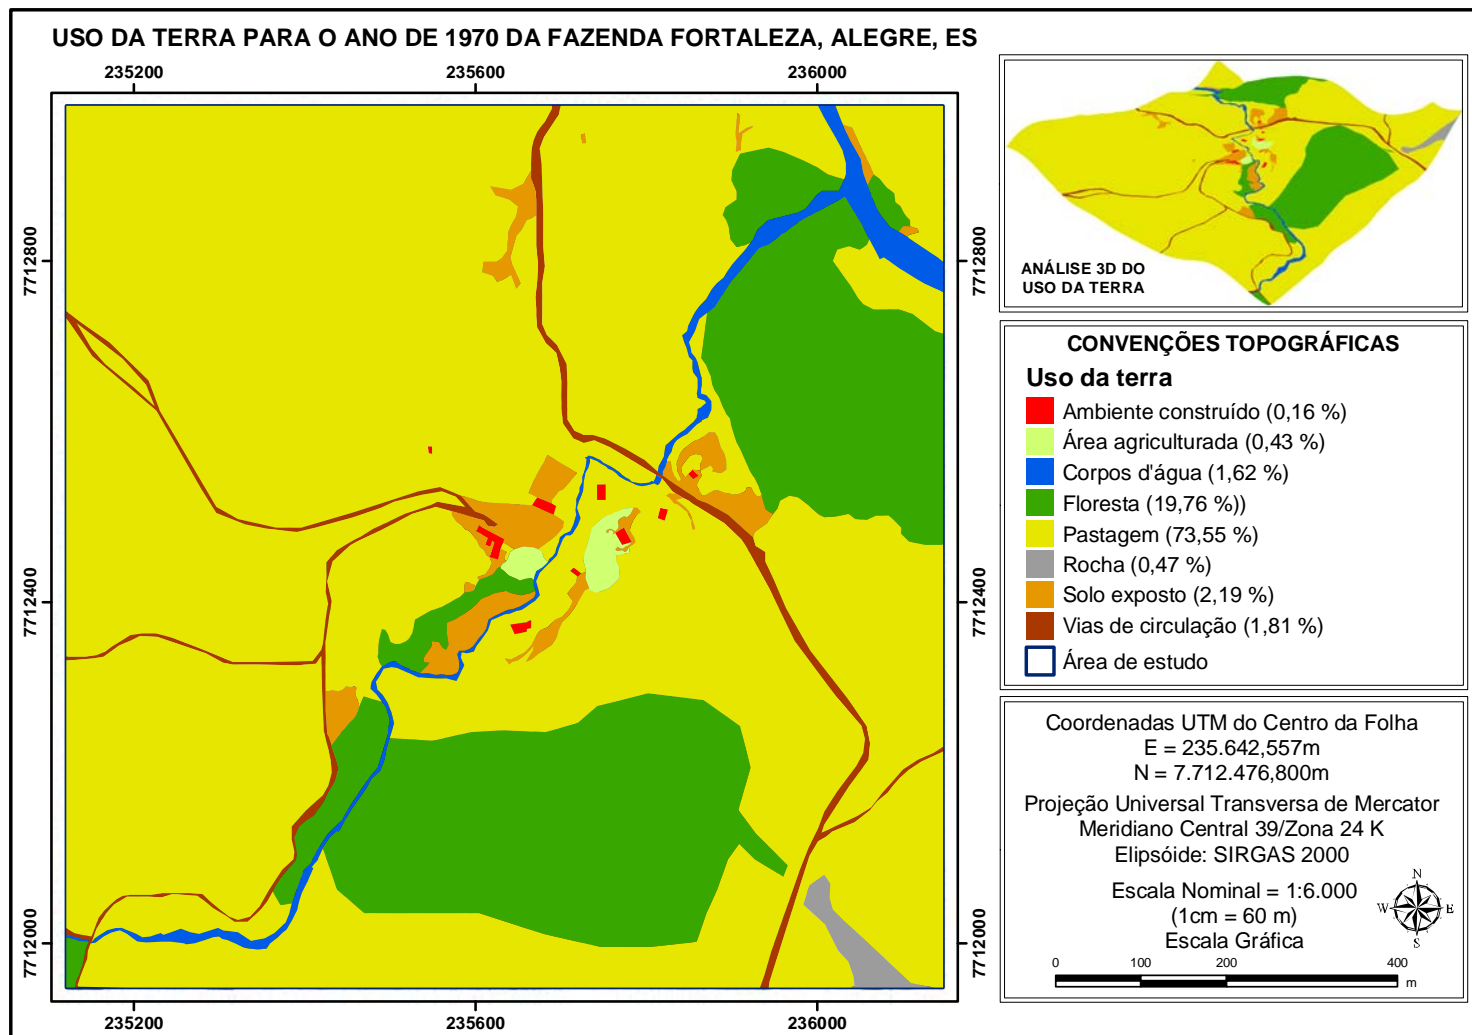 USO DA TERRA PARA O ANO DE 1970 DA FAZENDA FORTALEZA, ALEGRE, ES
235200
235600
236000
7712800
7712400
7712000
7712800
7712400
7712000
235200
235600
236000
ANÁLISE 3D DO
USO DA TERRA
CONVENÇÕES TOPOGRÁFICAS
Uso da terra
Ambiente construído (0,16 %)
Área agriculturada (0,43 %)
Corpos d'água (1,62 %)
Floresta (19,76 %))
Pastagem (73,55 %)
Rocha (0,47 %)
Solo exposto (2,19 %)
Vias de circulação (1,81 %)
Área de estudo
Coordenadas UTM do Centro da Folha
E = 235.642,557m
N = 7.712.476,800m
Projeção Universal Transversa de Mercator
Meridiano Central 39/Zona 24 K
Elipsóide: SIRGAS 2000
Escala Nominal = 1:6.000
(1cm = 60 m)
Escala Gráfica
N
W E
S
0 100 200 400
m